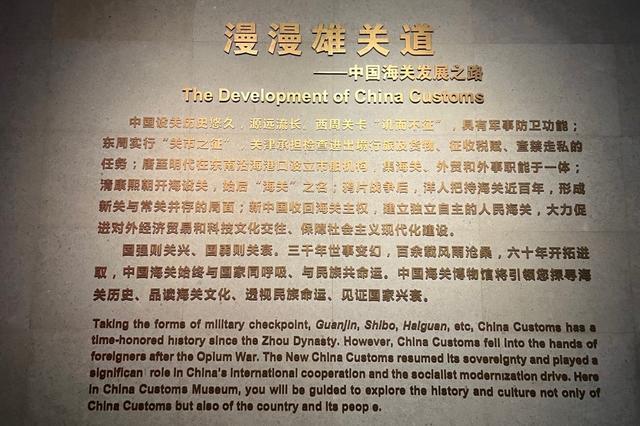 漫漫雄关道
——中国海关发展之路
The Development of China Customs
中国设关历史悠久，源远流长。西周关卡“讥而不征”，具有军事防卫功能；
东周实行“关市之征”，关津承担检查进出境行旅及货物、征收税赋、查禁走私的
任务；唐至明代在东南沿海港口设立市舶机构，集海关、外贸和外事职能于一体；
清康熙朝开海设关，始后“海关”之名；鸦片战争后，洋人把持海关近百年，形成
新关与常关并存的局面；新中国收回海关主权，建立独立自主的人民海关，大力促
进对外经济贸易和科技文化交往、保障社会主义现代化建设。
国强则关兴、国弱则关衰。三千年世事变幻，百余载风雨沧桑，六十年开拓进
取，中国海关始终与国家同呼吸、与民族共命运。中国海关博物馆将引领您探寻海
关历史、品读海关文化、透视民族命运、见证国家兴衰。
Taking the forms of military checkpoint, Guanjin, Shibo, Haiguan, etc, China Customs has a
time-honored history since the Zhou Dynasty. However, China Customs fell into the hands of
foreigners after the Opium War. The New China Customs resumed its sovereignty and played a
significan role in China's international cooperation and the socialist modernization drive. Here
in China Customs Museum, you will be guided to explore the history and culture not only of
China Customs but also of the country and its peop e.